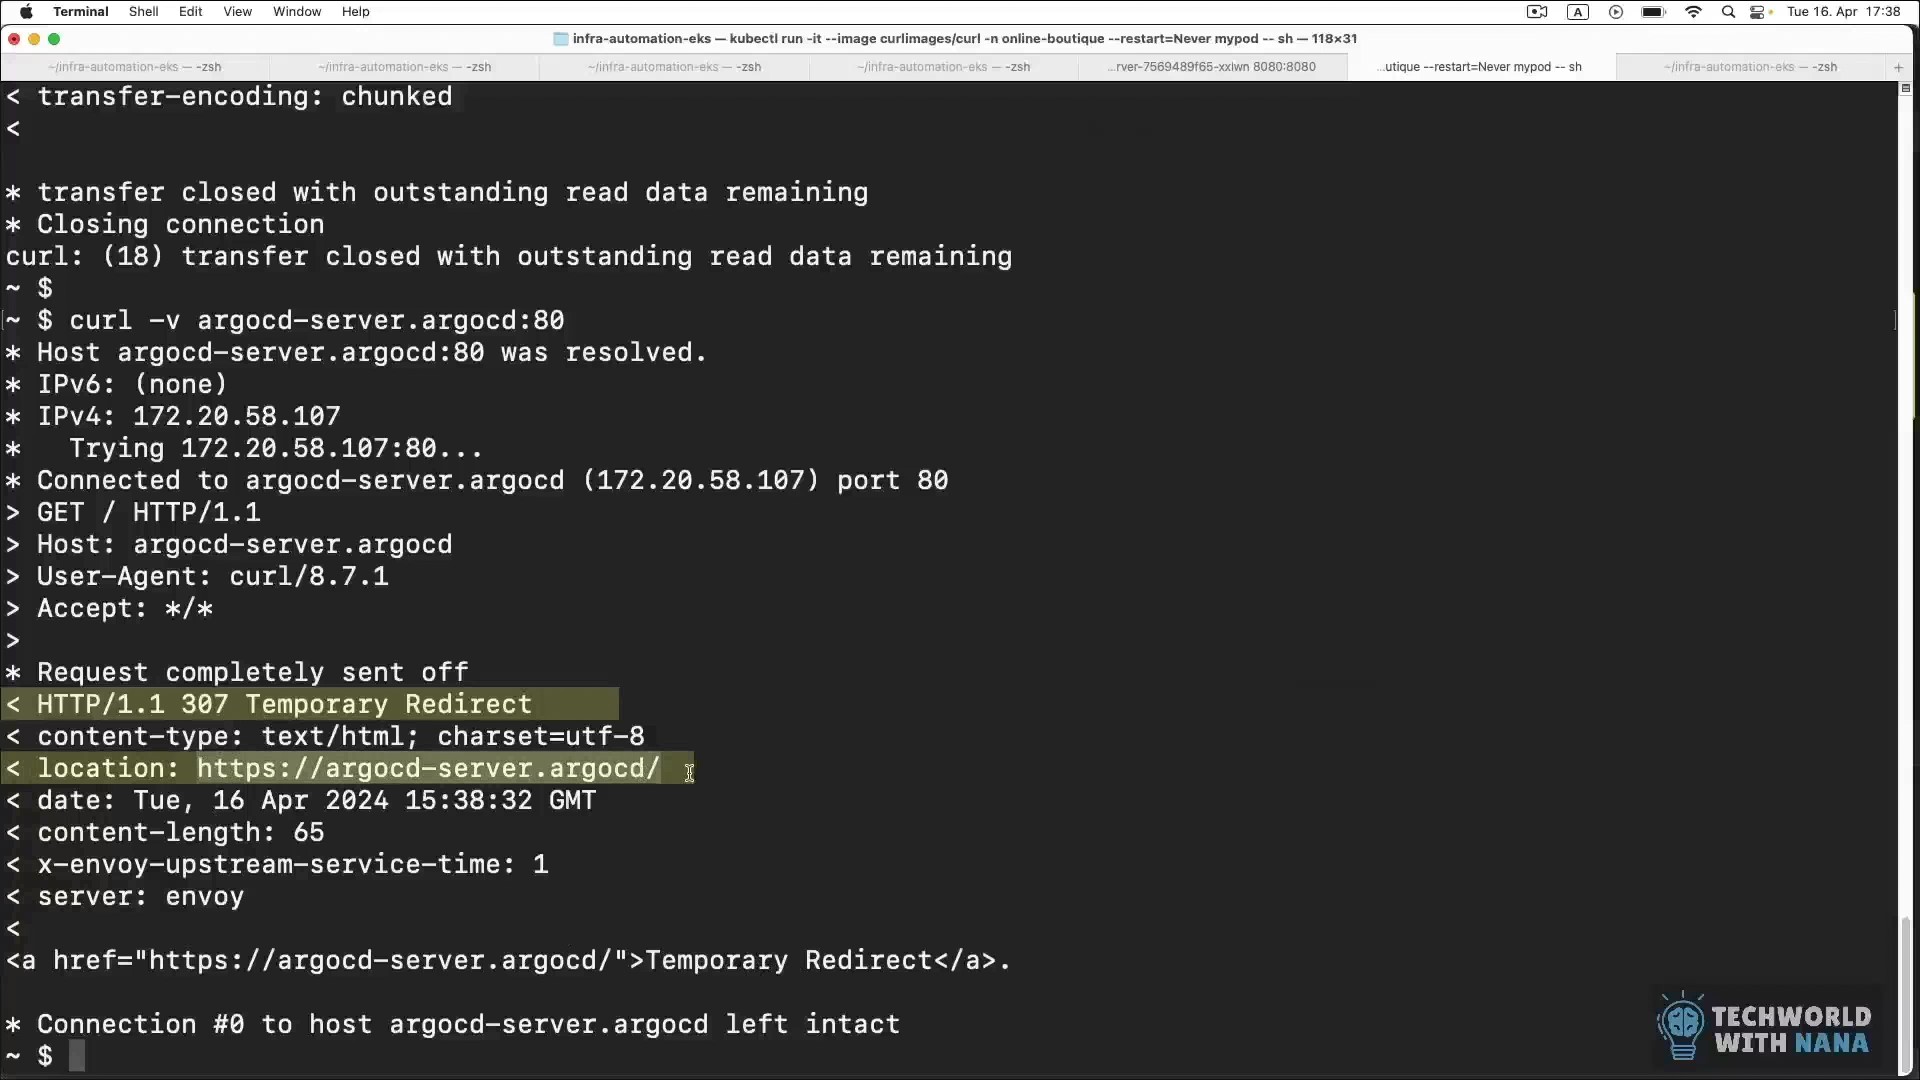 Terminal Shell Edit View Window Help A Tue 16. Apr 17:38
infra-automation-eks — kubectl run -it --image curlimages/curl -n online-boutique --restart=Never mypod -- sh — 118×31
~/infra-automation-eks — -zsh ~/infra-automation-eks — -zsh ~/infra-automation-eks — -zsh ~/infra-automation-eks — -zsh ...rver-7569489f65-xxlwn 8080:8080 ...utique --restart=Never mypod -- sh ~/infra-automation-eks — -zsh +
< transfer-encoding: chunked
<
* transfer closed with outstanding read data remaining
* Closing connection
curl: (18) transfer closed with outstanding read data remaining
~ $
[~ $ curl -v argocd-server.argocd:80 ]
* Host argocd-server.argocd:80 was resolved.
* IPv6: (none)
* IPv4: 172.20.58.107
*   Trying 172.20.58.107:80...
* Connected to argocd-server.argocd (172.20.58.107) port 80
> GET / HTTP/1.1
> Host: argocd-server.argocd
> User-Agent: curl/8.7.1
> Accept: */*
>
* Request completely sent off
< HTTP/1.1 307 Temporary Redirect
< content-type: text/html; charset=utf-8
< location: https://argocd-server.argocd/
< date: Tue, 16 Apr 2024 15:38:32 GMT
< content-length: 65
< x-envoy-upstream-service-time: 1
< server: envoy
<
<a href="https://argocd-server.argocd/">Temporary Redirect</a>.
* Connection #0 to host argocd-server.argocd left intact
~ $
TECHWORLD
WITH NANA